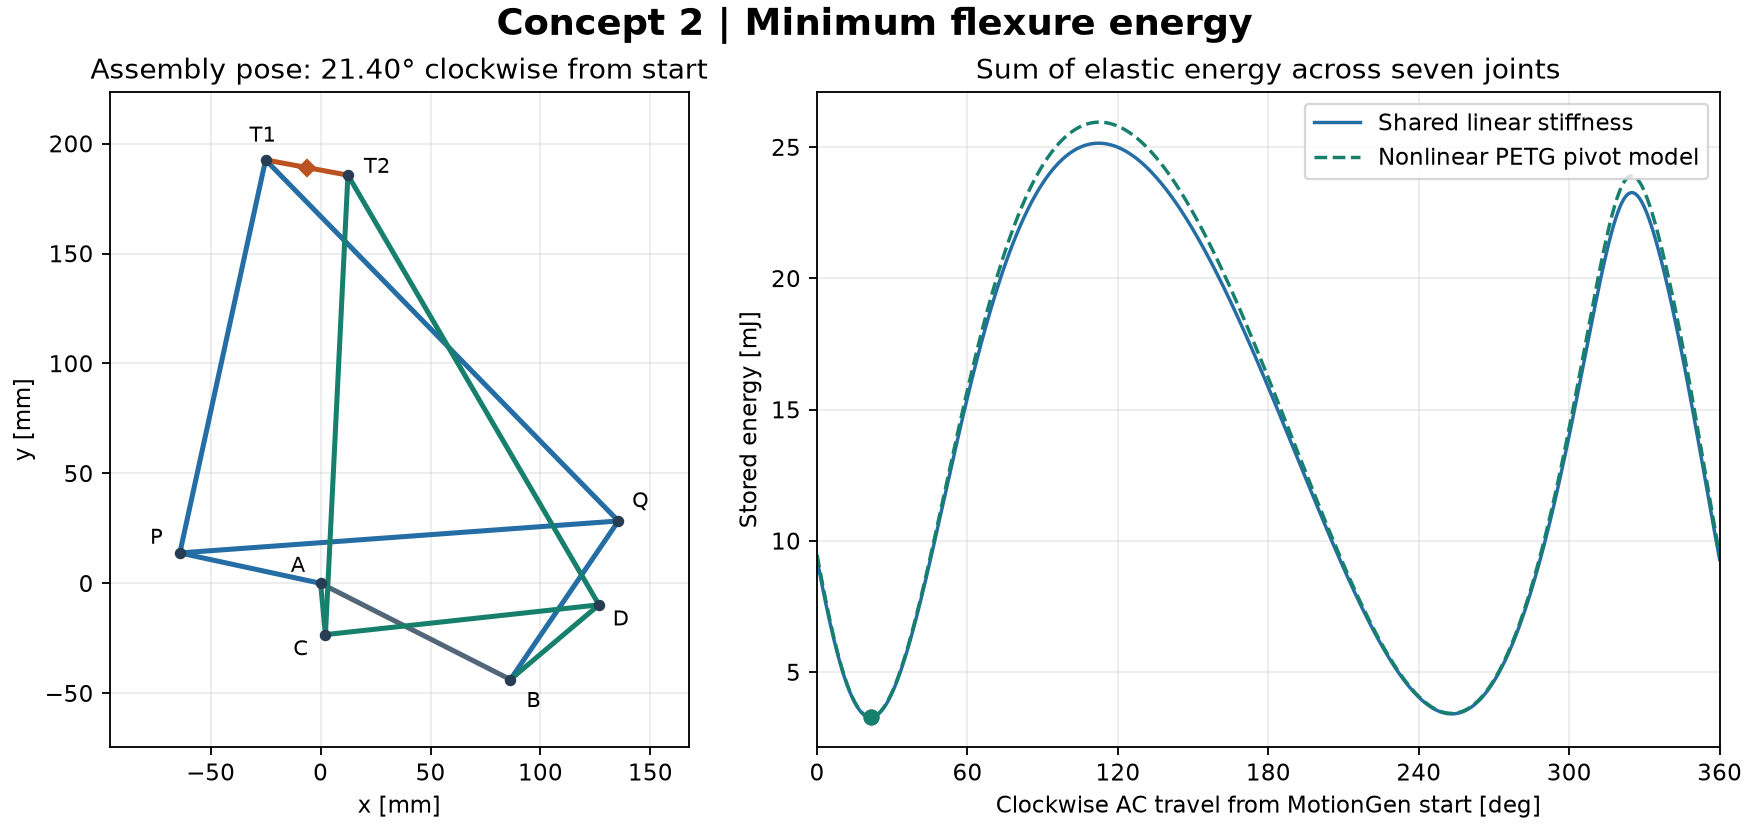 Concept 2 | Minimum flexure energy
Assembly pose: 21.40° clockwise from start
T1
T2
Q
P
A
D
C
B
200
150
100
50
0
−50
y [mm]
−50
0
50
100
150
x [mm]
Sum of elastic energy across seven joints
Shared linear stiffness
Nonlinear PETG pivot model
25
20
15
10
5
Stored energy [mJ]
0
60
120
180
240
300
360
Clockwise AC travel from MotionGen start [deg]